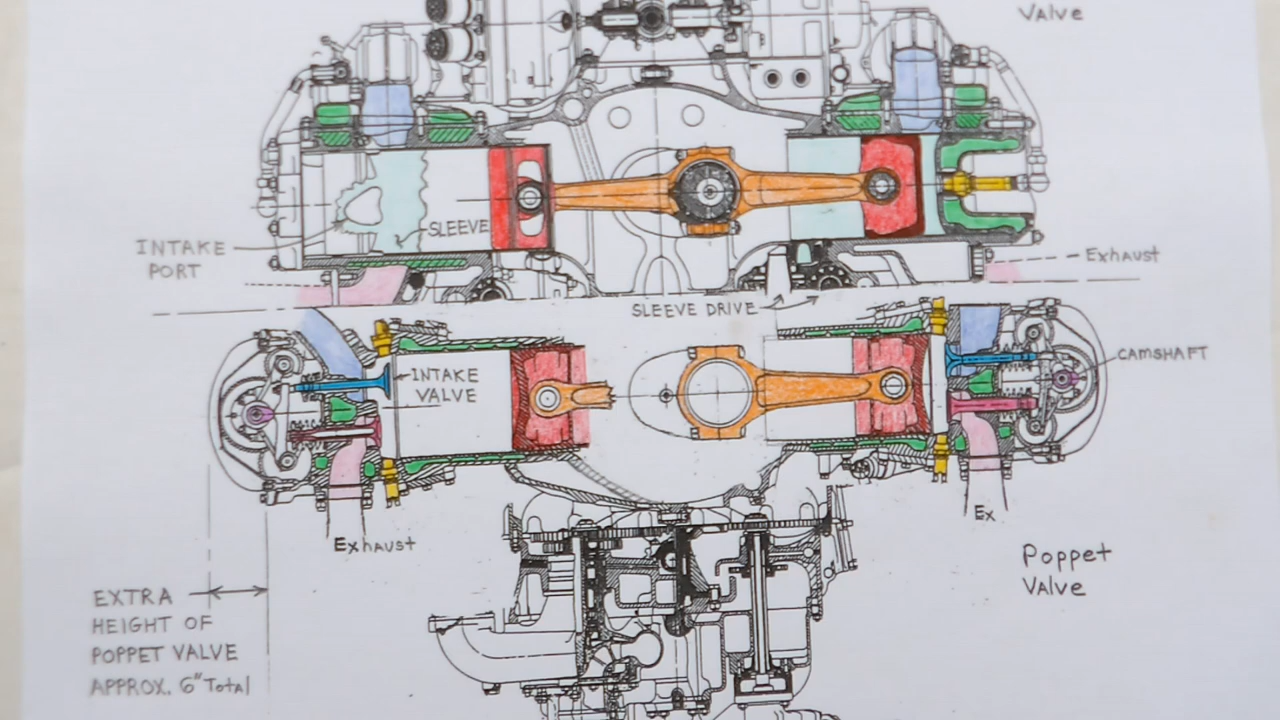 Valve
INTAKE
PORT
SLEEVE
Exhaust
SLEEVE DRIVE
CAMSHAFT
INTAKE
VALVE
Ex
Exhaust
Poppet
Valve
EXTRA
HEIGHT OF
POPPET VALVE
APPROX. 6" Total